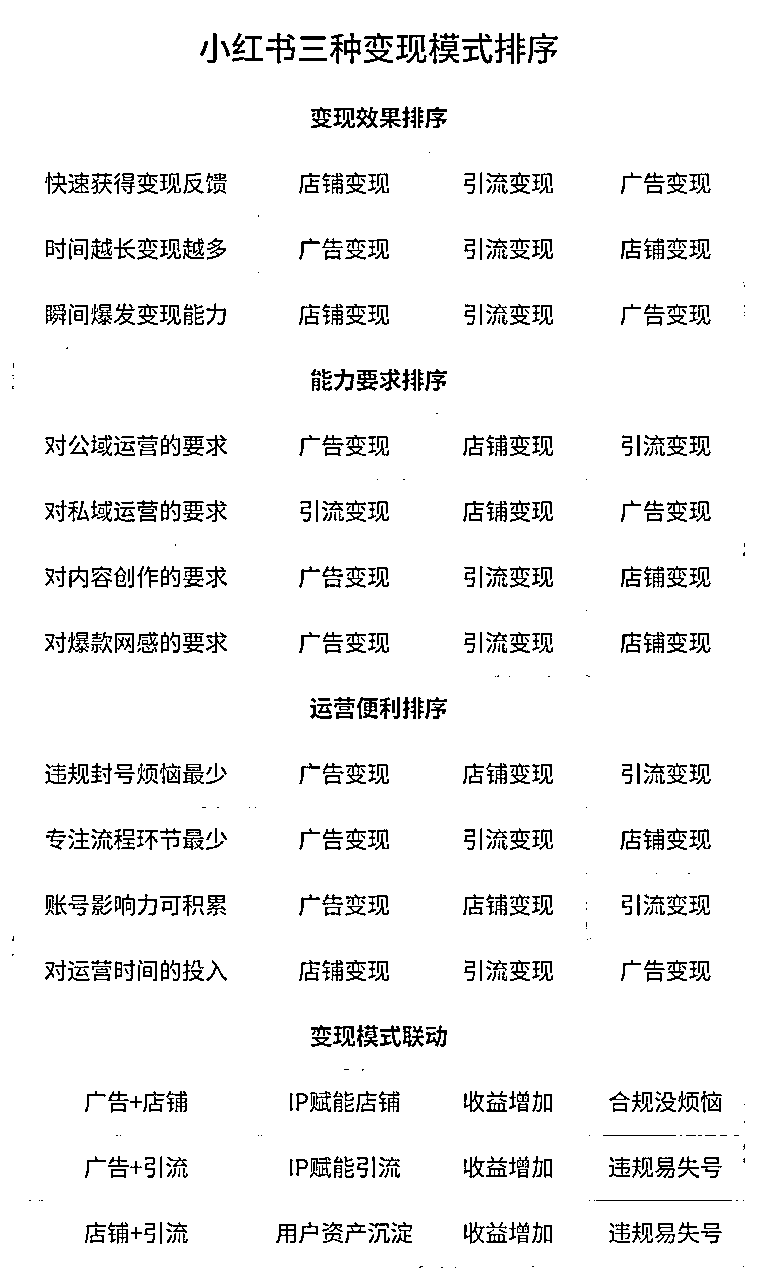 小红书三种变现模式排序
变现效果排序
快速获得变现反馈 店铺变现 引流变现 广告变现
时间越长变现越多 广告变现 引流变现 店铺变现
瞬间爆发变现能力 店铺变现 引流变现 广告变现
能力要求排序
对公域运营的要求 广告变现 店铺变现 引流变现
对私域运营的要求 引流变现 店铺变现 广告变现
对内容创作的要求 广告变现 引流变现 店铺变现
对爆款网感的要求 广告变现 引流变现 店铺变现
运营便利排序
违规封号烦恼最少 广告变现 店铺变现 引流变现
专注流程环节最少 广告变现 引流变现 店铺变现
账号影响力可积累 广告变现 店铺变现 引流变现
对运营时间的投入 店铺变现 引流变现 广告变现
变现模式联动
广告+店铺 IP赋能店铺 收益增加 合规没烦恼
广告+引流 IP赋能引流 收益增加 违规易失号
店铺+引流 用户资产沉淀 收益增加 违规易失号